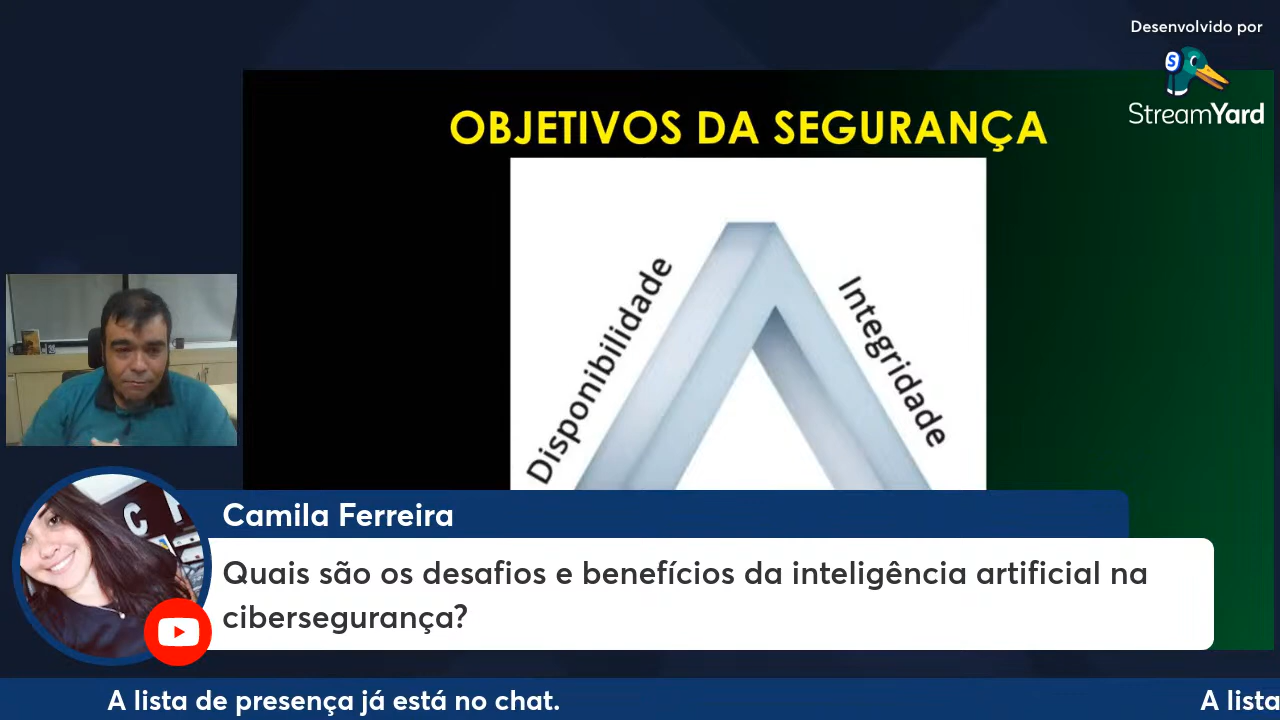 Desenvolvido por
StreamYard
OBJETIVOS DA SEGURANÇA
Disponibilidade
Integridade
Camila Ferreira
Quais são os desafios e benefícios da inteligência artificial na
cibersegurança?
A lista de presença já está no chat.
A lista